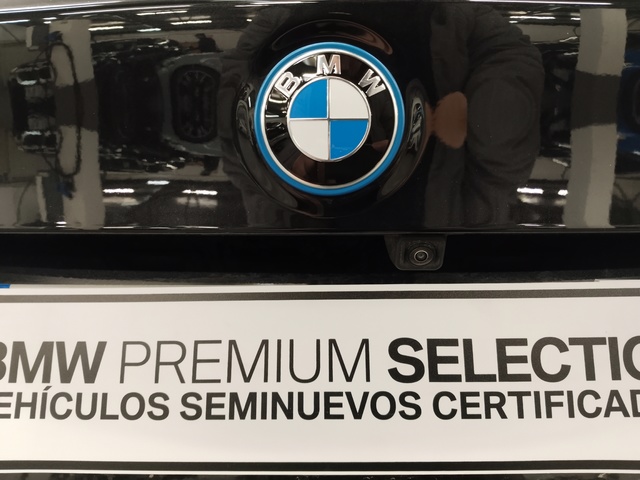 BMW
BMW PREMIUM SELECTIO
EHÍCULOS SEMINUEVOS CERTIFICAD